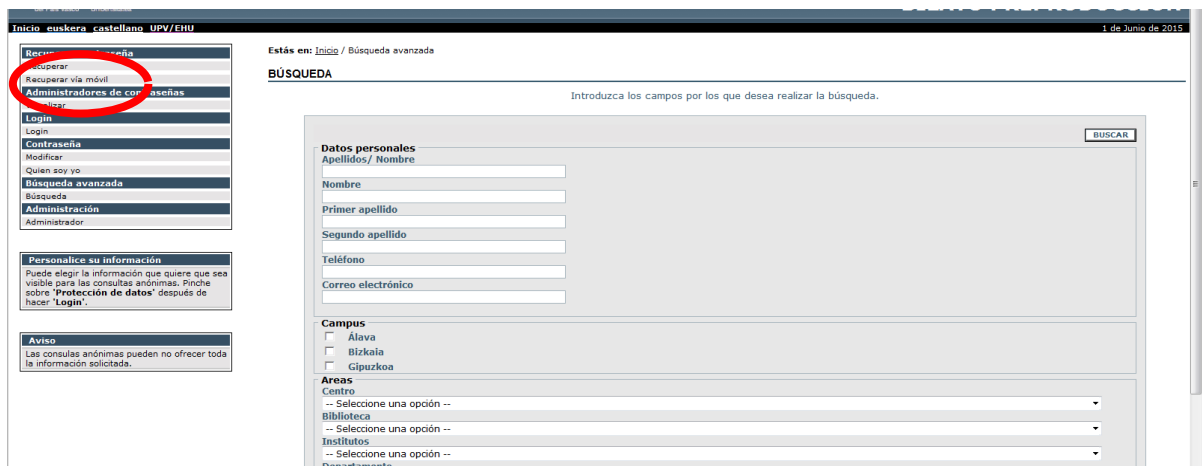 Inicio euskera castellano UPV/EHU
1 de Junio de 2015
Recuperar
Recuperar vía móvil
Administradores de contraseñas
Login
Login
Contraseña
Modificar
Quien soy yo
Búsqueda avanzada
Búsqueda
Administración
Administrador
Personalice su información
Puede elegir la información que quiere que sea
visible para las consultas anónimas. Pinche
sobre 'Protección de datos' después de
hacer 'Login'.
Aviso
Las consulas anónimas pueden no ofrecer toda
la información solicitada.
Estás en: Inicio / Búsqueda avanzada
BÚSQUEDA
Introduzca los campos por los que desea realizar la búsqueda.
BUSCAR
Datos personales
Apellidos/ Nombre
Nombre
Primer apellido
Segundo apellido
Teléfono
Correo electrónico
Campus
Álava
Bizkaia
Gipuzkoa
Areas
Centro
-- Seleccione una opción --
Biblioteca
-- Seleccione una opción --
Institutos
-- Seleccione una opción --
Departamento